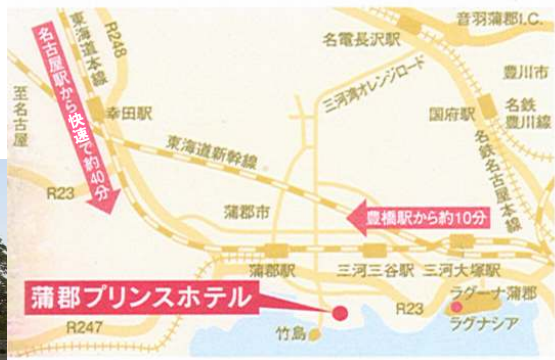 名古屋駅から快速で約40分
東海道本線
R248
音羽蒲郡I.C.
名電長沢駅
三河湾オレンジロード
豊川市
名鉄
豊川線
国府駅
名鉄名古屋本線
至名古屋
幸田駅
東海道新幹線
R23
蒲郡市
豊橋駅から約10分
蒲郡駅
三河三谷駅
三河大塚駅
蒲郡プリンスホテル
R23
ラグーナ蒲郡
ラグナシア
R247
竹島